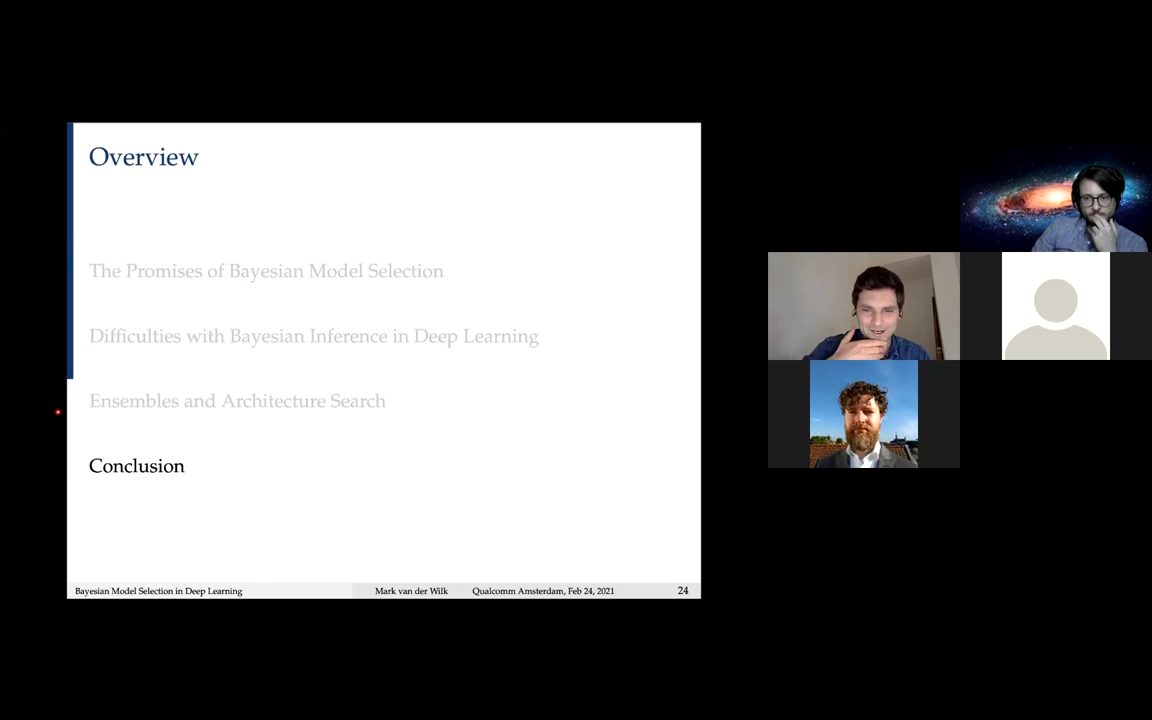 Overview
The Promises of Bayesian Model Selection
Difficulties with Bayesian Inference in Deep Learning
Ensembles and Architecture Search
Conclusion
Bayesian Model Selection in Deep Learning Mark van der Wilk Qualcomm Amsterdam, Feb 24, 2021 24